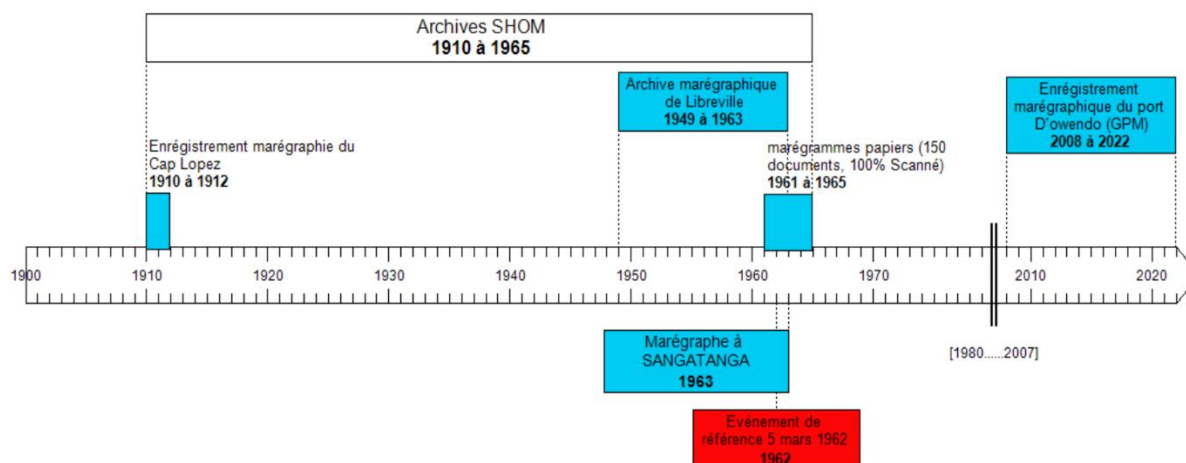 Archives SHOM
1910 à 1965
Archive marégraphique
de Libreville
1949 à 1963
Enrégistrement
marégraphique du port
D'owendo (GPM)
2008 à 2022
Enrégistrement marégraphie du
Cap Lopez
1910 à 1912
marégrammes papiers (150
documents, 100% Scanné)
1961 à 1965
1900 1910 1920 1930 1940 1950 1960 1970 2010 2020
Marégraphe à
SANGATANGA
1963
[1980......2007]
Evénement de
référence 5 mars 1962
1962